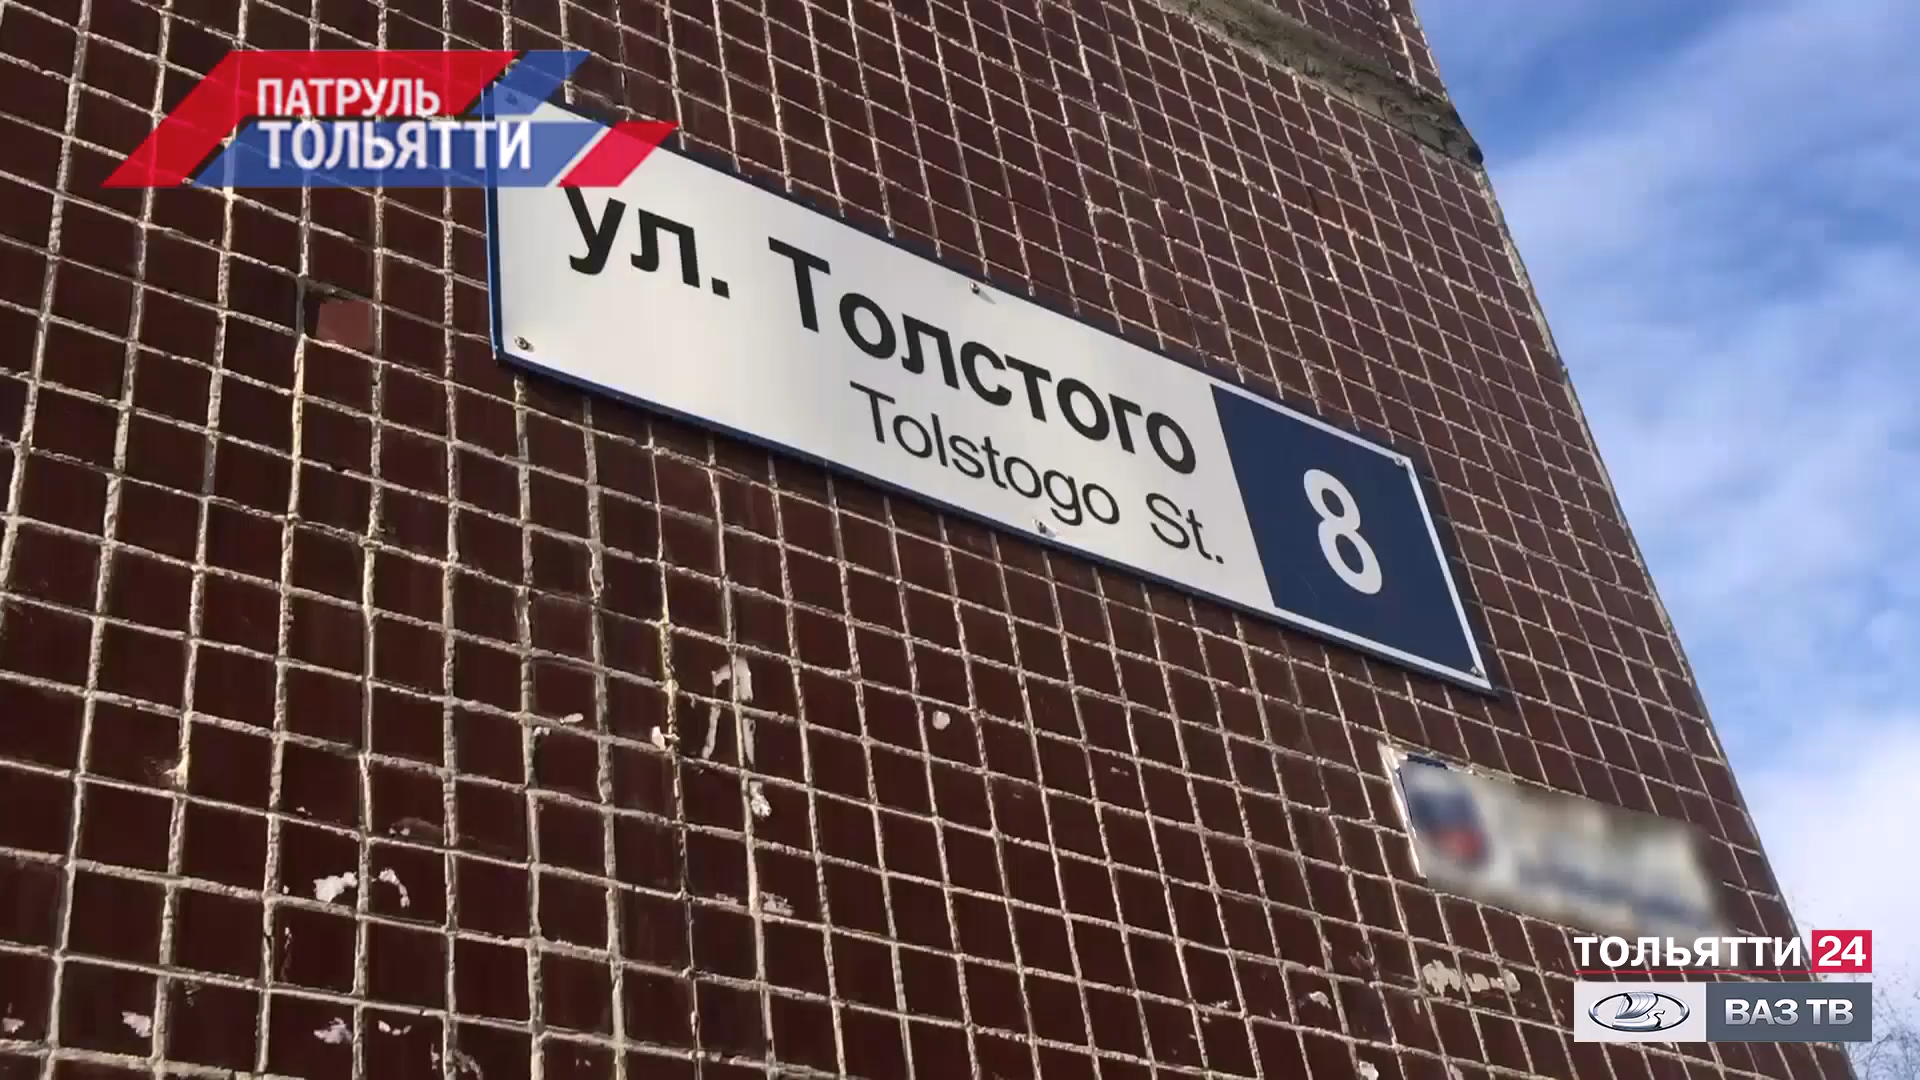 ПАТРУЛЬ
ТОЛЬЯТТИ
ул. Толстого
Tolstogo St.
8
ТОЛЬЯТТИ 24
ВАЗ ТВ